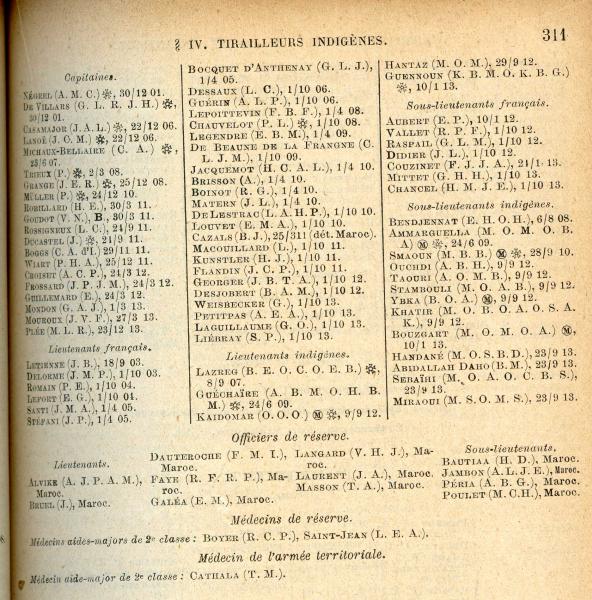 § IV. TIRAILLEURS INDIGÈNES.
311
Capitaines.
NÉGREL (A. M. C.) ❋, 30/12 01.
DE VILLARS (G. L. R. J. H.) ❋,
30/12 01.
CASAMAJOR (J. A. L.) ❋, 22/12 06.
LANOÉ (J. C. M.) ❋, 22/12 06.
MICHAUX-BELLAIRE (C. A.) ❋,
23/6 07.
TRIEUX (P.) ❋, 2/3 08.
GRANGE (J. E. R.) ❋, 25/12 08.
MULLER (P.) ❋, 24/12 10.
ROBILLARD (H. E.), 30/3 11.
GOUDOT (V. N.), B, 30/3 11.
ROSSIGNEUX (L. C.), 24/9 11.
DUCASTEL (J.) ❋, 24/9 11.
BOGGS (C. A. d'I.) 29/11 11.
VIART (P. H. A.), 25/12 11.
CROISET (A. C. P.), 24/3 12.
FROSSARD (J. P. J. M.), 24/3 12.
GUILLEMARD (E.), 24/3 12.
MONDON (G. A. J.), 1/3 13.
MOUROUX (J. V. F.), 27/3 13.
PLÉE (M. L. R.), 23/12 13.
Lieutenants français.
LETIENNE (J. B.), 18/9 03.
DELORME (J. M. P.), 1/10 03.
ROMAIN (P. E.), 1/10 04.
LEFORT (E. G.), 1/10 04.
SANTI (J. M. A.), 1/4 05.
STÉFANI (J. P.), 1/4 05.
BOCQUET D'ANTHENAY (G. L. J.),
1/4 05.
DESSAUX (L. C.), 1/10 06.
GUÉRIN (A. L. P.), 1/10 06.
LEPOITTEVIN (F. B. F.), 1/4 08.
CHAUVELOT (P. L.) ❋, 1/10 08.
LEGENDRE (E. B. M.), 1/4 09.
DE BEAUNE DE LA FRANGNE (C.
L. J. M.), 1/10 09.
JACQUEMOT (H. C. A. L.), 1/4 10.
BRISSON (A.), 1/4 10.
BOINOT (R. G.), 1/4 10.
MATERN (J. L.), 1/4 10.
DE LESTRAC (L. A. H. P.), 1/10 10.
LOUVET (E. M. A.), 1/10 10.
CAZALS (B. J.), 25/3 11 (dét. Maroc).
MACOUILLARD (L.), 1/10 11.
KUNSTLER (H. J.), 1/10 11.
FLANDIN (J. C. P.), 1/10 11.
GEORGER (J. B. T. A.), 1/10 12.
DESJOBERT (B. A. M.), 1/10 12.
WEISBECKER (G.), 1/10 13.
PETITPAS (A. E. A.), 1/10 13.
LAGUILLAUME (G. O.), 1/10 13.
LIÉBRAY (S. P.), 1/10 13.
Lieutenants indigènes.
LAZREG (B. E. O. C. O. E. B.) ❋,
8/9 07.
GUÉCHAÏRE (A. B. M. O. H. B.
M.) ❋, 24/6 09.
KAIDOMAR (O. O. O.) Ⓜ ❋, 9/9 12.
HANTAZ (M. O. M.), 29/9 12.
GUENNOUN (K. B. M. O. K. B. G.)
❋, 10/1 13.
Sous-lieutenants français.
AUBERT (E. P.), 10/1 12.
VALLET (R. P. F.), 1/10 12.
RASPAIL (G. L. M.), 1/10 12.
DIDIER (J. L.), 1/10 12.
COUZINET (F. J. J. A.), 24/1 13.
MITTET (G. H. H.), 1/10 13.
CHANCEL (H. M. J. E.), 1/10 13.
Sous-lieutenants indigènes.
BENDJENNAT (E. H. O. H.), 6/8 08.
AMMARGUELLA (M. O. M. O. B.
A.) Ⓜ ❋, 24/6 09.
SMAOUN (M. B. B.) Ⓜ ❋, 28/9 10.
OUCHDI (A. B. H.), 9/9 12.
TAOURI (A. O. M. B.), 9/9 12.
STAMBOULI (M. O. A. B.), 9/9 12.
YBKA (B. O. A.) Ⓜ, 9/9 12.
KHATIR (M. O. B. O. A. O. S. A.
K.), 9/9 12.
BOUZGART (M. O. M. O. A.) Ⓜ,
10/1 13.
HANDANÉ (M. O. S. B. D.), 23/9 13.
ABIDALLAH DAHO (B. M.), 23/9 13.
SEBAÏHI (M. O. A. O. C. B. S.),
23/9 13.
MIRAOUI (M. S. O. M. S.), 23/9 13.
Officiers de réserve.
Lieutenants.
ALVIKE (A. J. P. A. M.),
Maroc.
BRUEL (J.), Maroc.
DAUTEROCHE (F. M. I.),
Maroc.
FAYE (R. F. R. P.), Ma-
roc.
GALÉA (E. M.), Maroc.
LANGARD (V. H. J.), Ma-
roc.
LAURENT (J. A.), Maroc.
MASSON (T. A.), Maroc.
Sous-lieutenants.
BAUTIAA (H. D.), Maroc.
JAMBON (A. L. J. E.), Maroc.
PÉRIA (A. B. G.), Maroc.
POULET (M. C. H.), Maroc.
Médecins de réserve.
Médecins aides-majors de 2e classe : BOYER (R. C. P.), SAINT-JEAN (L. E. A.).
Médecin de l'armée territoriale.
Médecin aide-major de 2e classe : CATHALA (T. M.).